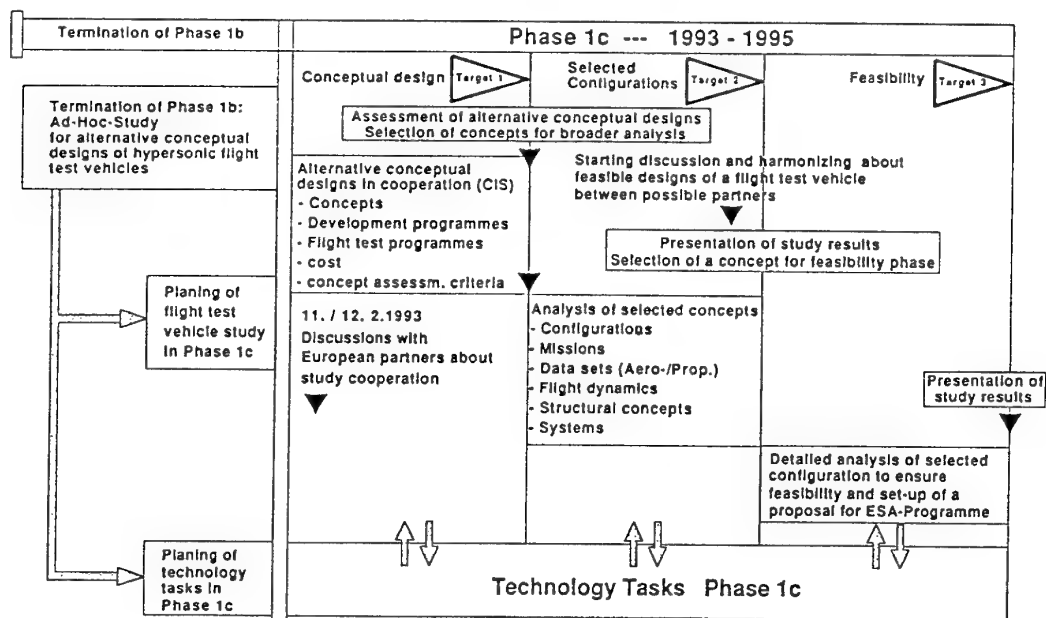 Termination of Phase 1b
Phase 1c --- 1993 - 1995
Conceptual design
Target 1
Selected
Configurations
Target 2
Feasibility
Target 3
Termination of Phase 1b:
Ad-Hoc-Study
for alternative conceptual
designs of hypersonic flight
test vehicles
Assessment of alternative conceptual designs
Selection of concepts for broader analysis
Alternative conceptual
designs in cooperation (CIS)
- Concepts
- Development programmes
- Flight test programmes
- cost
- concept assessm. criteria
Starting discussion and harmonizing about
feasible designs of a flight test vehicle
between possible partners
Presentation of study results
Selection of a concept for feasibility phase
Planing of
flight test
vehicle study
in Phase 1c
11. / 12. 2.1993
Discussions with
European partners about
study cooperation
Analysis of selected concepts
- Configurations
- Missions
- Data sets (Aero-/Prop.)
- Flight dynamics
- Structural concepts
- Systems
Presentation of
study results
Detailed analysis of selected
configuration to ensure
feasibility and set-up of a
proposal for ESA-Programme
Planing of
technology
tasks in
Phase 1c
Technology Tasks Phase 1c